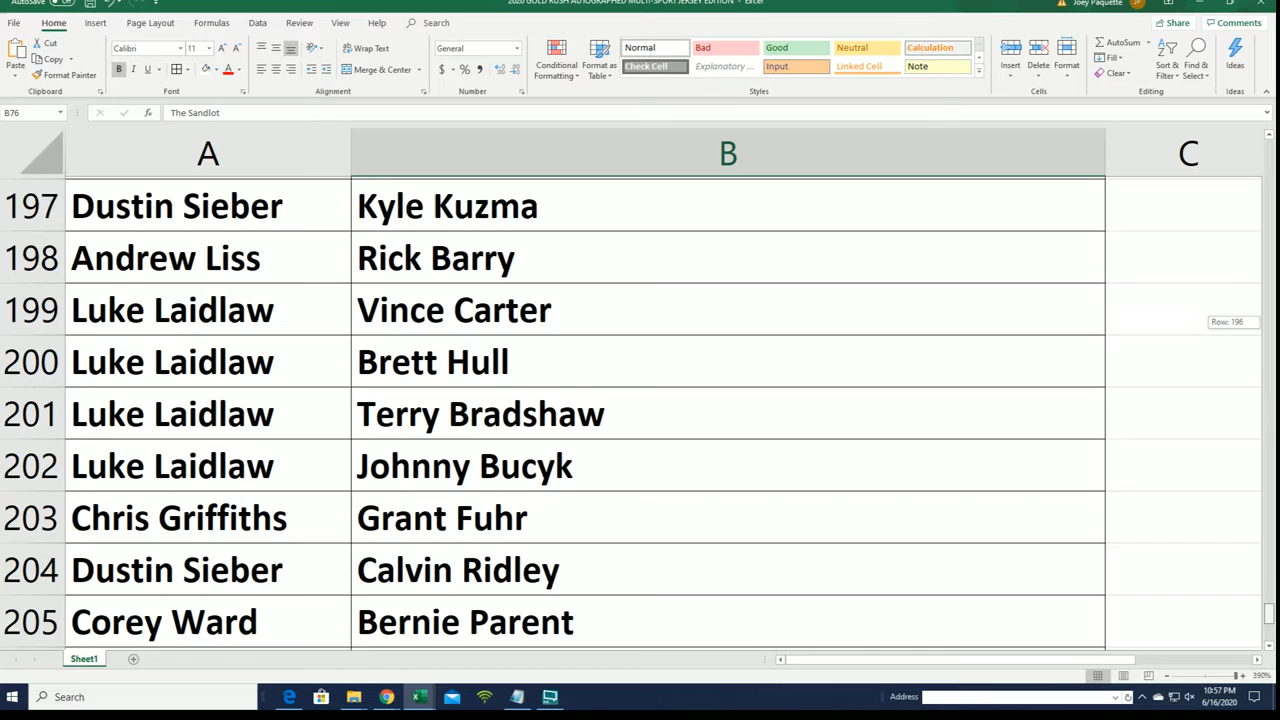 AutoSave
2020 GOLD RUSH AUTOGRAPHED MULTI-SPORT JERSEY EDITION - Excel
Joey Paquette JP
File Home Insert Page Layout Formulas Data Review View Help Search Share Comments
Cut
Copy
Format Painter
Paste
Clipboard
Calibri 11
B I U
Font
Wrap Text
Merge & Center
Alignment
General
$ % ,
Number
Conditional Formatting
Format as Table
Normal Bad Good Neutral Calculation
Check Cell Explanatory ... Input Linked Cell Note
Styles
Insert Delete Format
Cells
AutoSum
Fill
Clear
Sort & Filter
Find & Select
Editing
Ideas
Ideas
B76 The Sandlot
A B C
197 Dustin Sieber Kyle Kuzma
198 Andrew Liss Rick Barry
199 Luke Laidlaw Vince Carter
Row: 196
200 Luke Laidlaw Brett Hull
201 Luke Laidlaw Terry Bradshaw
202 Luke Laidlaw Johnny Bucyk
203 Chris Griffiths Grant Fuhr
204 Dustin Sieber Calvin Ridley
205 Corey Ward Bernie Parent
Sheet1
390%
Search
Address
10:57 PM
6/16/2020